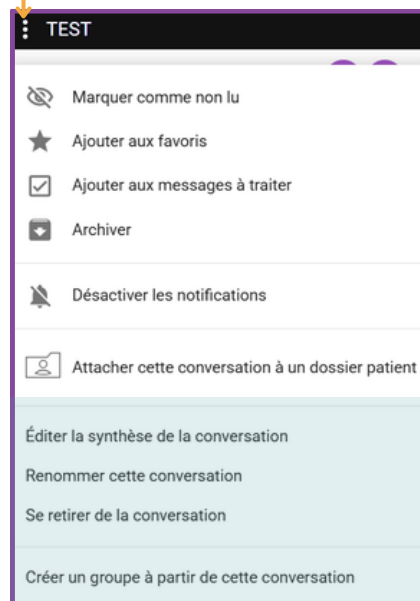 TEST
Marquer comme non lu
Ajouter aux favoris
Ajouter aux messages à traiter
Archiver
Désactiver les notifications
Attacher cette conversation à un dossier patient
Éditer la synthèse de la conversation
Renommer cette conversation
Se retirer de la conversation
Créer un groupe à partir de cette conversation